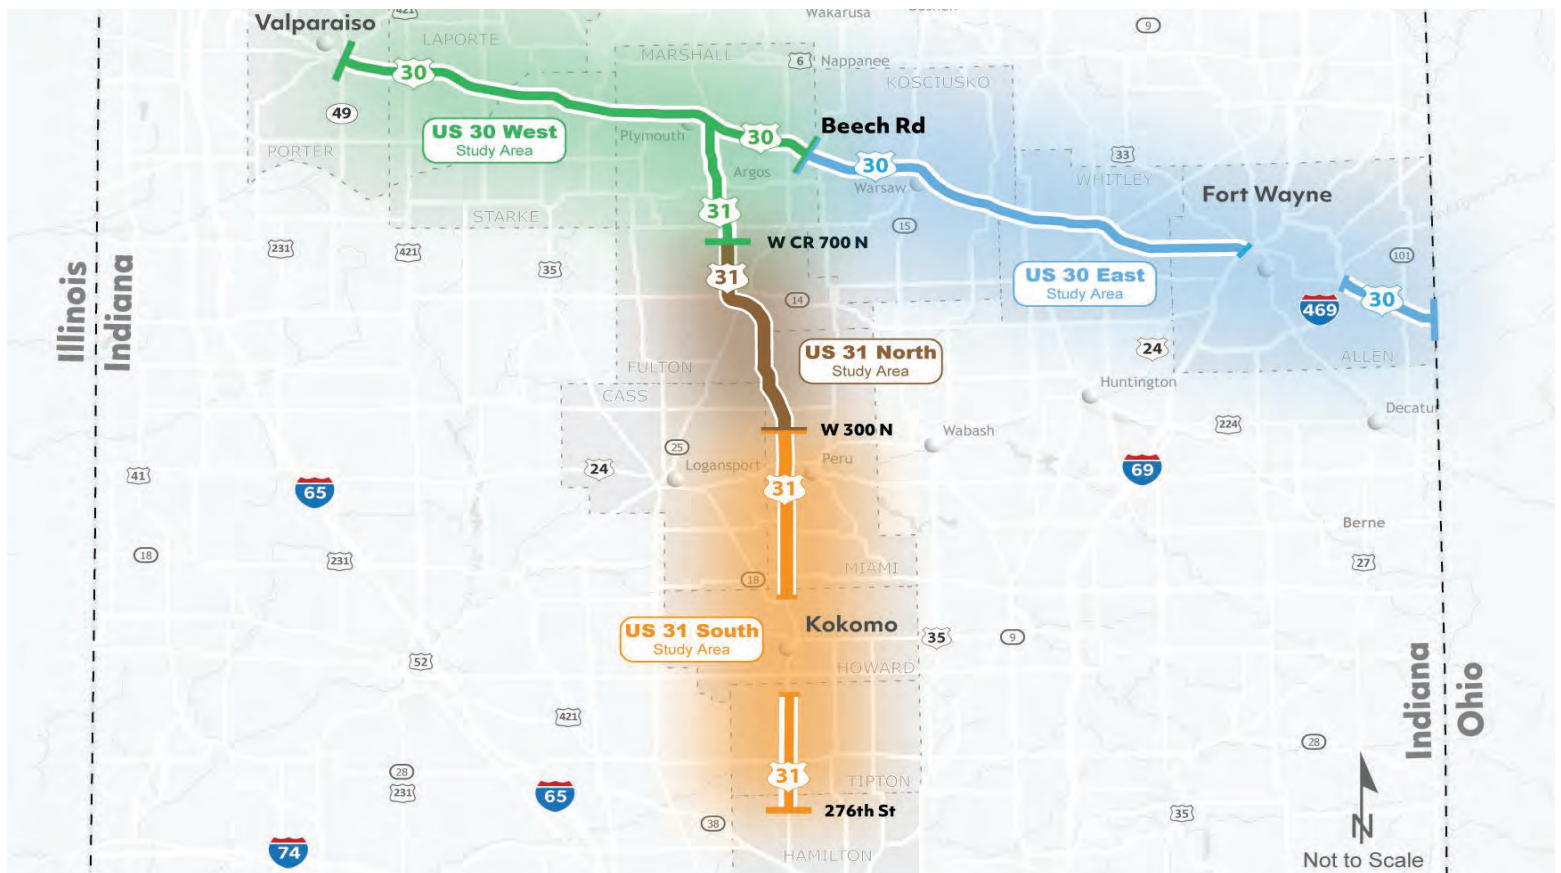 421
Wakarusa
9
Valparaiso
LAPORTE
MARSHALL
6
Nappanee
KOSCIUSKO
30
49
US 30 West
Study Area
Plymouth
30
Beech Rd
PORTER
Argos
30
Warsaw
33
WHITLEY
Fort Wayne
STARKE
31
15
W CR 700 N
231
421
35
31
101
Illinois
Indiana
US 30 East
Study Area
14
469
30
US 31 North
Study Area
24
ALLEN
FULTON
CASS
Huntington
Decatu
W 300 N
224
25
Wabash
Logansport
Peru
24
41
65
31
69
Berne
18
231
27
MIAMI
18
US 31 South
Study Area
Kokomo
35
9
52
HOWARD
Indiana
Ohio
421
28
28
231
65
31
TIPTON
276th St
38
35
74
HAMILTON
N
Not to Scale